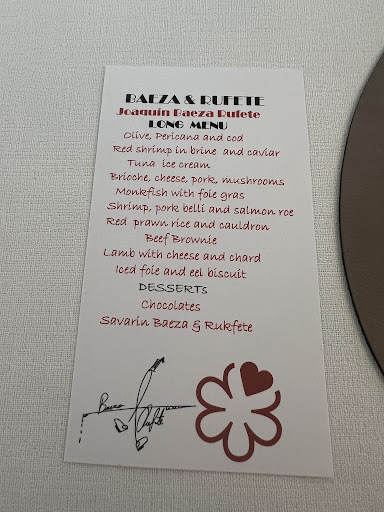 BAEZA & RUFETE
Joaquín Baeza Rufete
LONG MENU
Olive, Pericana and cod
Red shrimp in brine and caviar
Tuna ice cream
Brioche, cheese, pork, mushrooms
Monkfish with foie gras
Shrimp, pork belli and salmon roe
Red prawn rice and cauldron
Beef Brownie
Lamb with cheese and chard
Iced foie and eel biscuit
DESSERTs
Chocolates
Savarin Baeza & Rukfete
Baeza
Rufete